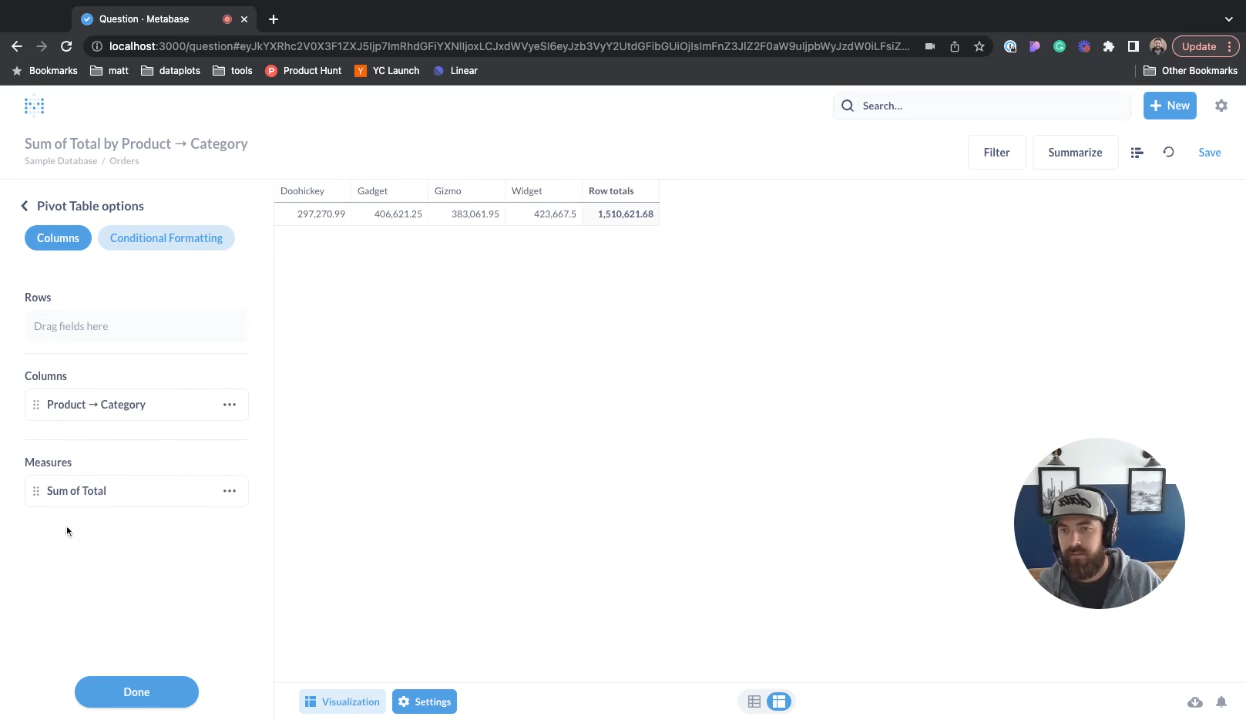 Question - Metabase
localhost:3000/question#eyJkYXRhc2V0X3F1ZXJ5Ijp7ImRhdGFiYXNlIjoxLCJxdWVyeSI6eyJzb3VyY2UtdGFibGUiOjIsImFnZ3JlZ2F0aW9uIjpbWyJzdW0iLFsiZ...
Update
Bookmarks
matt
dataplots
tools
Product Hunt
YC Launch
Linear
Other Bookmarks
Search...
+ New
Sum of Total by Product → Category
Sample Database / Orders
Filter
Summarize
Save
Pivot Table options
Columns
Conditional Formatting
Rows
Drag fields here
Columns
Product → Category
Measures
Sum of Total
Done
Doohickey Gadget Gizmo Widget Row totals
297,270.99 406,621.25 383,061.95 423,667.5 1,510,621.68
Visualization
Settings